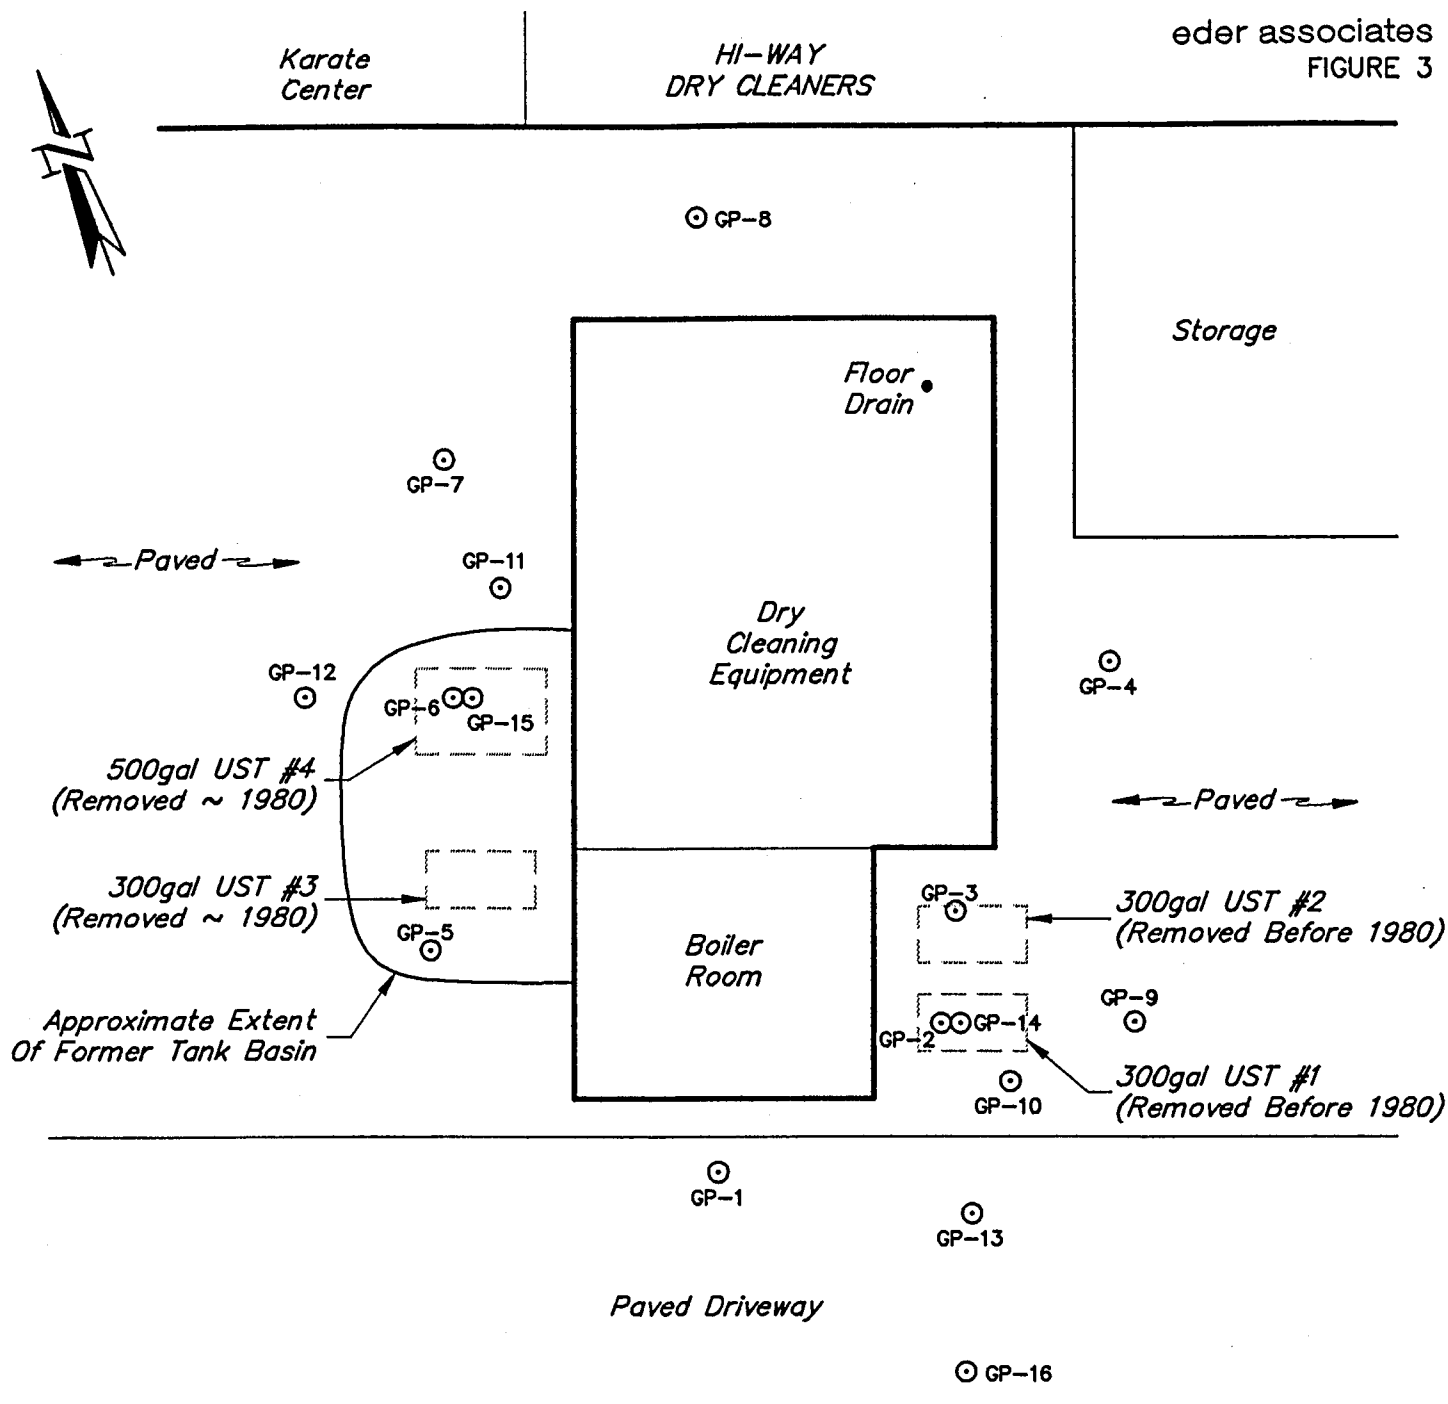 eder associates
FIGURE 3
Karate
Center
HI-WAY
DRY CLEANERS
N
GP-8
Storage
Floor
Drain
GP-7
Paved
GP-11
Dry
Cleaning
Equipment
GP-12
GP-6
GP-15
GP-4
500gal UST #4
(Removed ~ 1980)
Paved
300gal UST #3
(Removed ~ 1980)
GP-3
300gal UST #2
(Removed Before 1980)
GP-5
Boiler
Room
GP-9
Approximate Extent
Of Former Tank Basin
GP-2
GP-14
300gal UST #1
(Removed Before 1980)
GP-10
GP-1
GP-13
Paved Driveway
GP-16